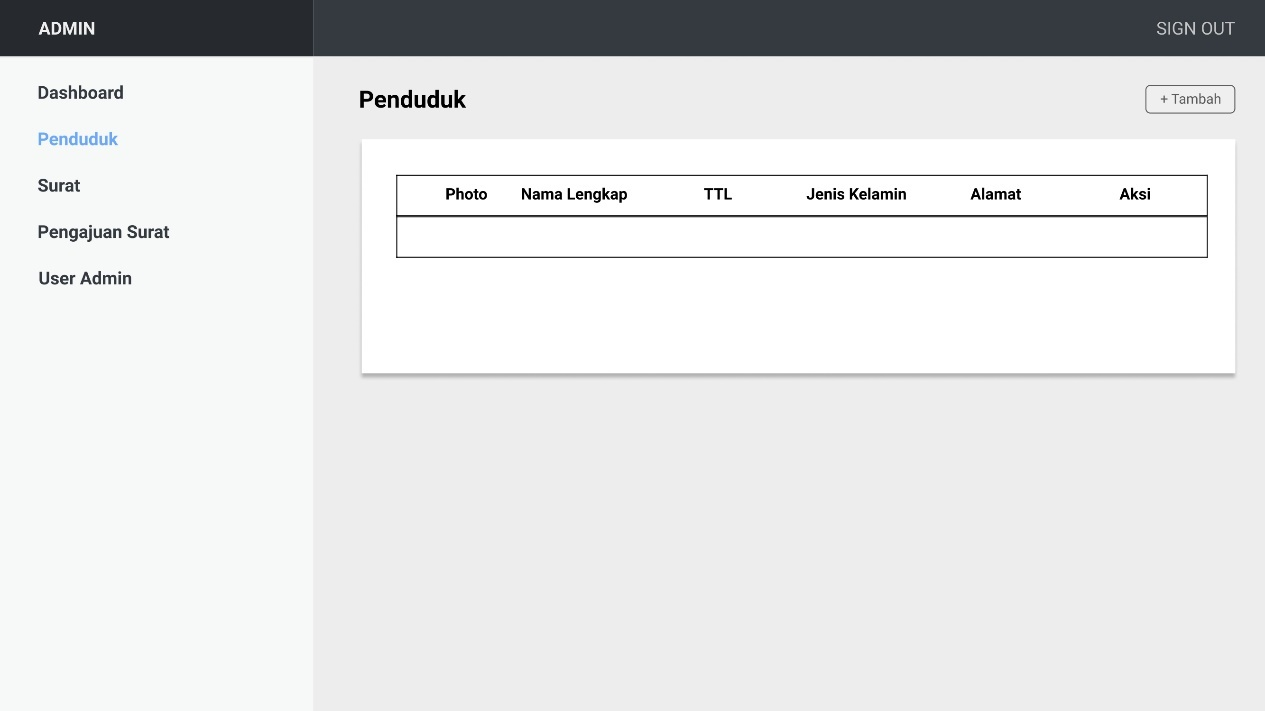 ADMIN
SIGN OUT
Dashboard
Penduduk
Surat
Pengajuan Surat
User Admin
Penduduk
+ Tambah
Photo Nama Lengkap TTL Jenis Kelamin Alamat Aksi